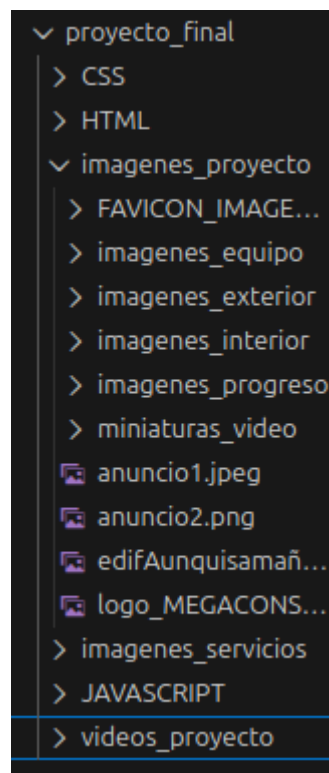 proyecto_final
CSS
HTML
imagenes_proyecto
FAVICON_IMAGE...
imagenes_equipo
imagenes_exterior
imagenes_interior
imagenes_progreso
miniaturas_video
anuncio1.jpeg
anuncio2.png
edifAunquisamañ...
logo_MEGACONS...
imagenes_servicios
JAVASCRIPT
videos_proyecto